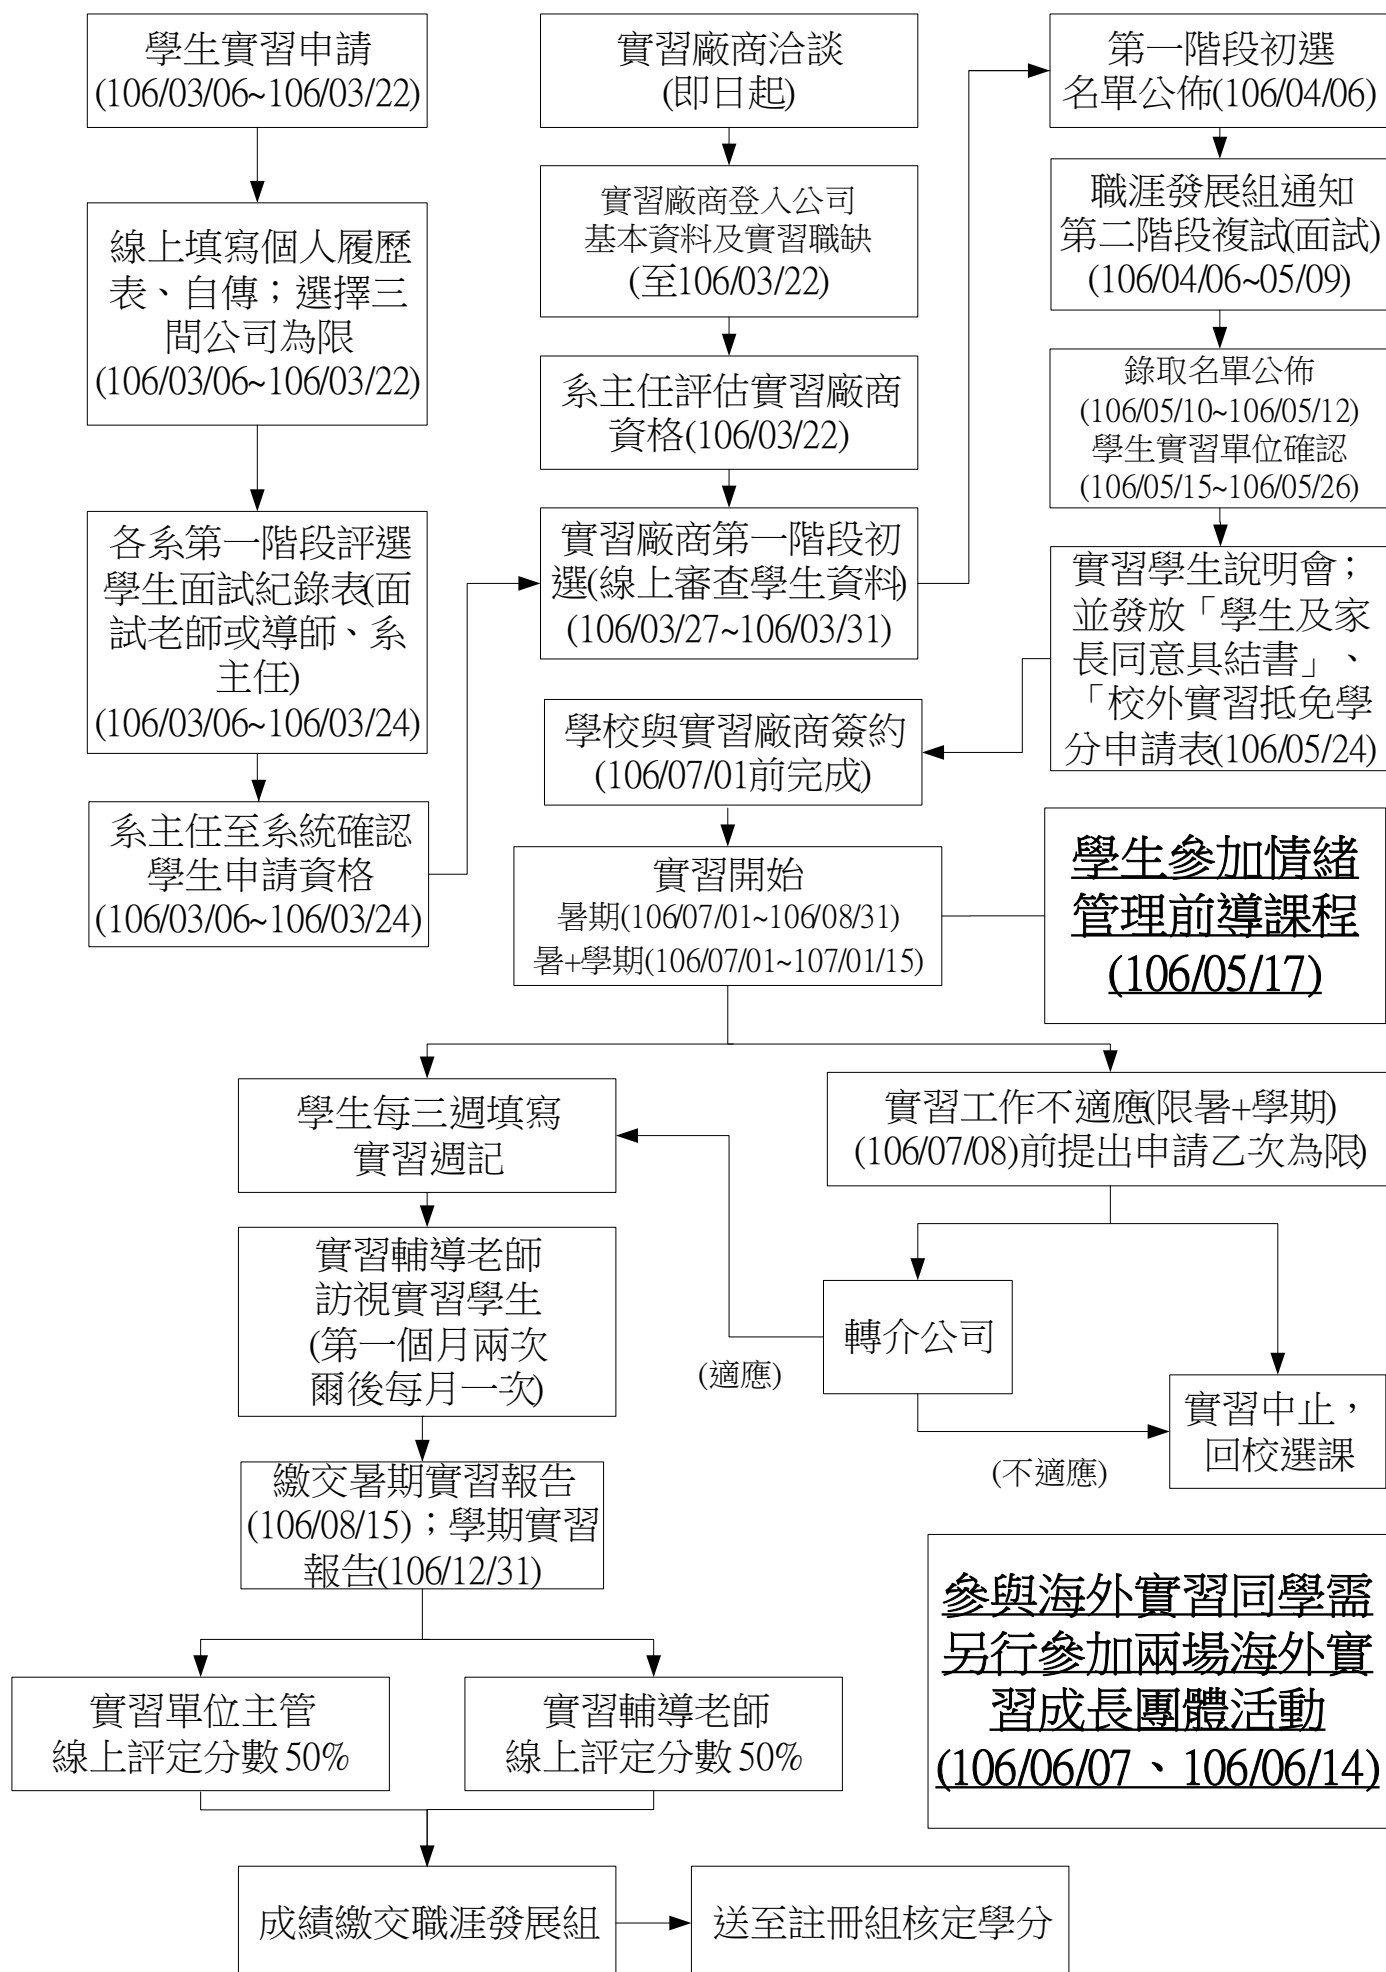 學生實習申請
(106/03/06~106/03/22)
線上填寫個人履歷
表、自傳；選擇三
間公司為限
(106/03/06~106/03/22)
各系第一階段評選
學生面試紀錄表(面
試老師或導師、系
主任)
(106/03/06~106/03/24)
系主任至系統確認
學生申請資格
(106/03/06~106/03/24)
實習廠商洽談
(即日起)
實習廠商登入公司
基本資料及實習職缺
(至106/03/22)
系主任評估實習廠商
資格(106/03/22)
實習廠商第一階段初
選(線上審查學生資料)
(106/03/27~106/03/31)
第一階段初選
名單公佈(106/04/06)
職涯發展組通知
第二階段複試(面試)
(106/04/06~05/09)
錄取名單公佈
(106/05/10~106/05/12)
學生實習單位確認
(106/05/15~106/05/26)
實習學生說明會；
並發放「學生及家
長同意具結書」、
「校外實習抵免學
分申請表(106/05/24)
學校與實習廠商簽約
(106/07/01前完成)
實習開始
暑期(106/07/01~106/08/31)
暑+學期(106/07/01~107/01/15)
學生參加情緒
管理前導課程
(106/05/17)
學生每三週填寫
實習週記
實習工作不適應(限暑+學期)
(106/07/08)前提出申請乙次為限
實習輔導老師
訪視實習學生
(第一個月兩次
爾後每月一次)
轉介公司
(適應)
(不適應)
實習中止，
回校選課
繳交暑期實習報告
(106/08/15)；學期實習
報告(106/12/31)
參與海外實習同學需
另行參加兩場海外實
習成長團體活動
(106/06/07、106/06/14)
實習單位主管
線上評定分數50%
實習輔導老師
線上評定分數50%
成績繳交職涯發展組
送至註冊組核定學分